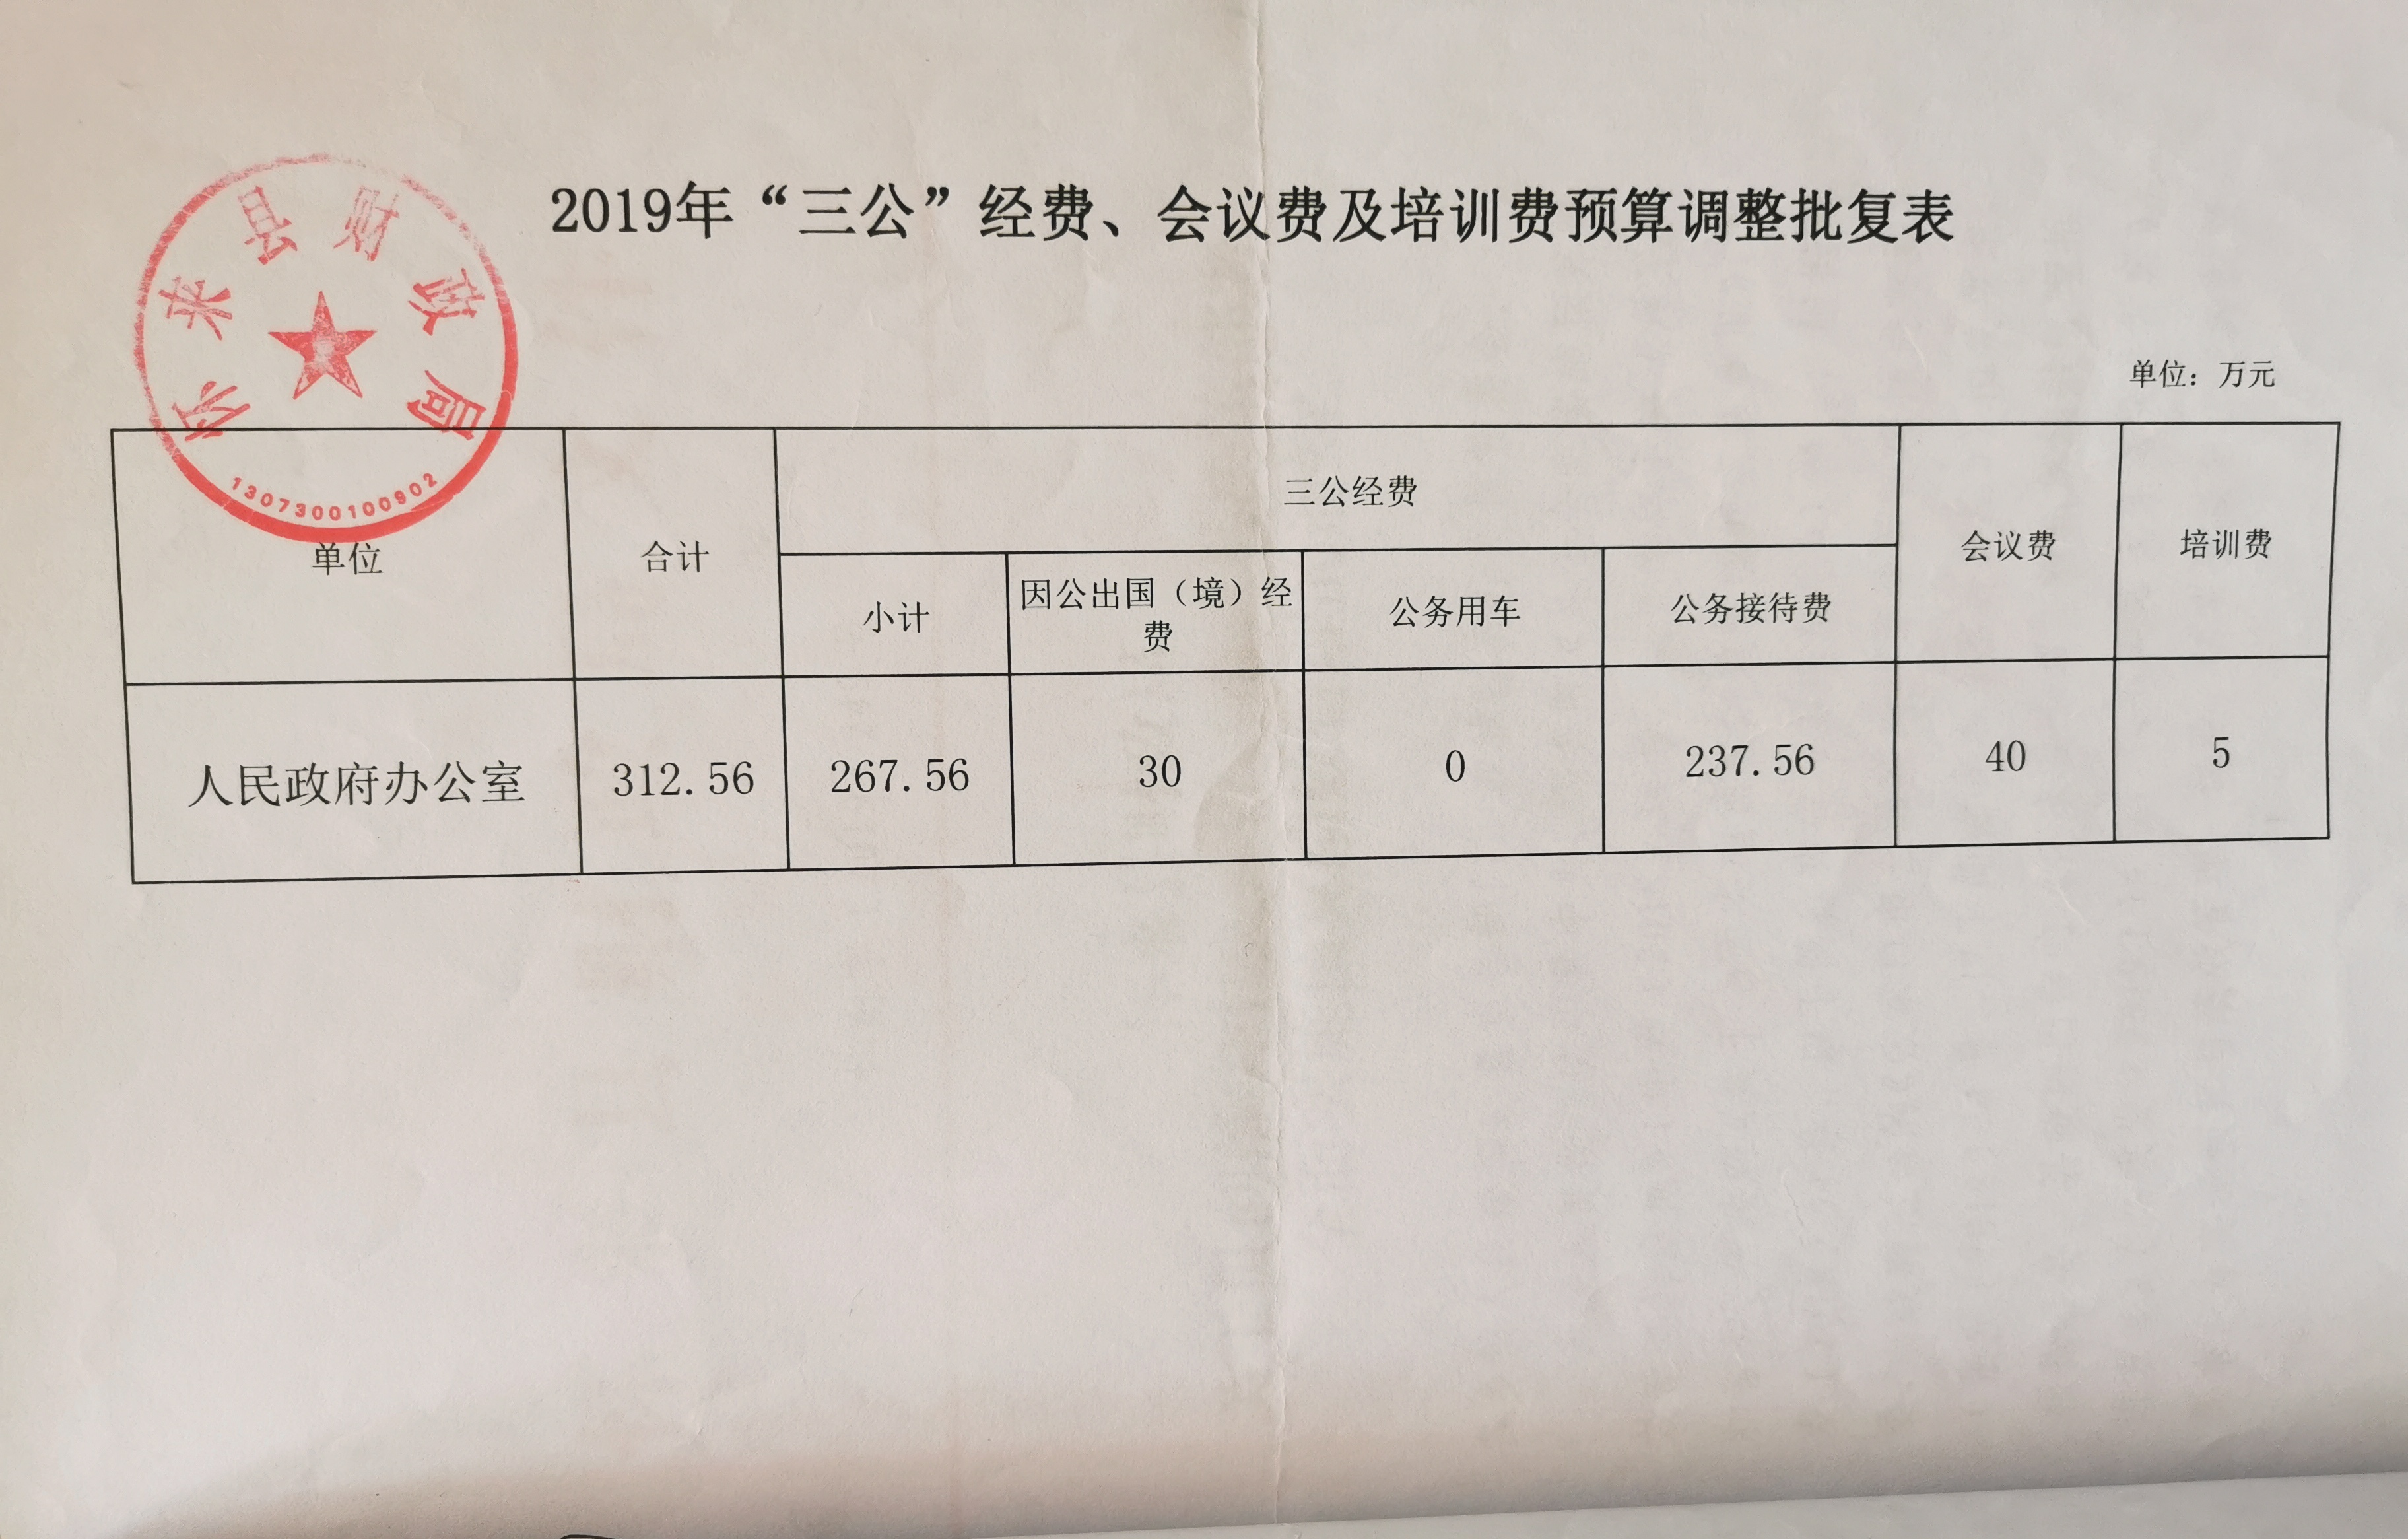 2019年“三公”经费、会议费及培训费预算调整批复表
怀来县财政局
1307300100902
单位：万元
单位
合计
三公经费
会议费
培训费
小计
因公出国（境）经
费
公务用车
公务接待费
人民政府办公室
312.56
267.56
30
0
237.56
40
5